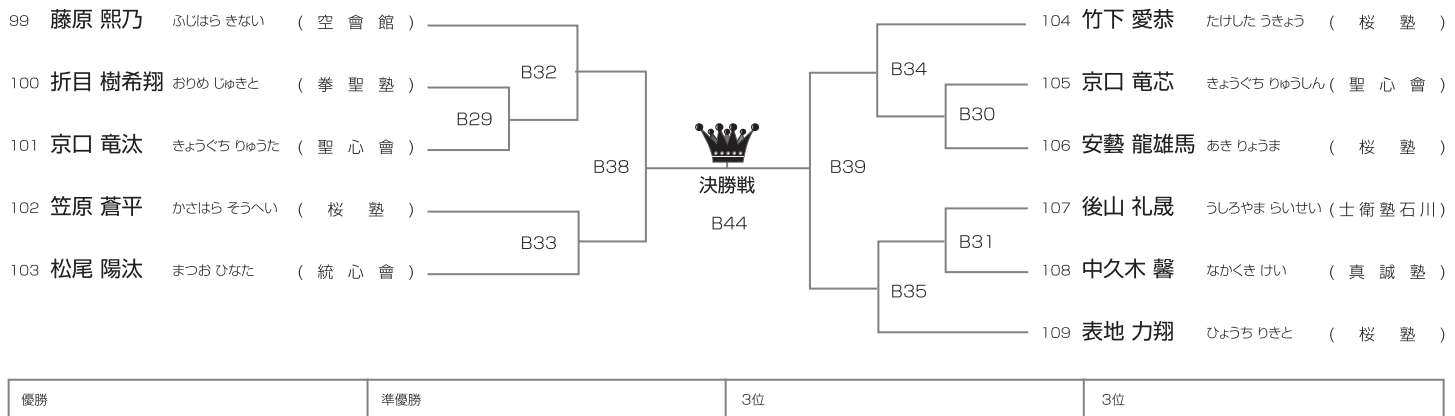 99 藤原 熙乃 ふじはら きない ( 空 會 館 )
100 折目 樹希翔 おりめ じゅきと ( 拳 聖 塾 )
101 京口 竜汰 きょうぐち りゅうた ( 聖 心 會 )
102 笠原 蒼平 かさはら そうへい ( 桜 塾 )
103 松尾 陽汰 まつお ひなた ( 統 心 會 )
B32
B29
B38
B33
決勝戦
B44
B34
B30
B39
B31
B35
104 竹下 愛恭 たけした うきょう ( 桜 塾 )
105 京口 竜芯 きょうぐち りゅうしん ( 聖 心 會 )
106 安藝 龍雄馬 あき りょうま ( 桜 塾 )
107 後山 礼晟 うしろやま らいせい ( 士 衛 塾 石 川 )
108 中久木 馨 なかくき けい ( 真 誠 塾 )
109 表地 力翔 ひょうち りきと ( 桜 塾 )
優勝 準優勝 3位 3位